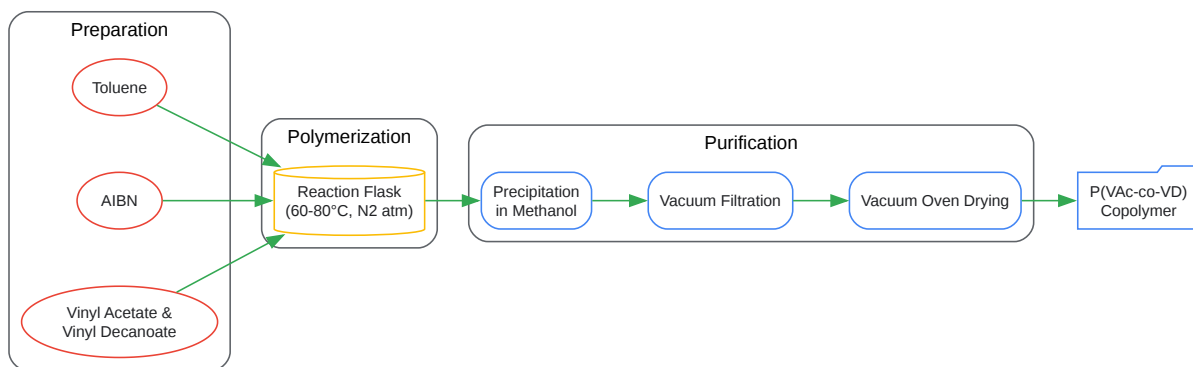 Preparation
Toluene
AIBN
Vinyl Acetate &
Vinyl Decanoate
Polymerization
Reaction Flask
(60-80°C, N2 atm)
Purification
Precipitation
in Methanol
Vacuum Filtration
Vacuum Oven Drying
P(VAc-co-VD)
Copolymer